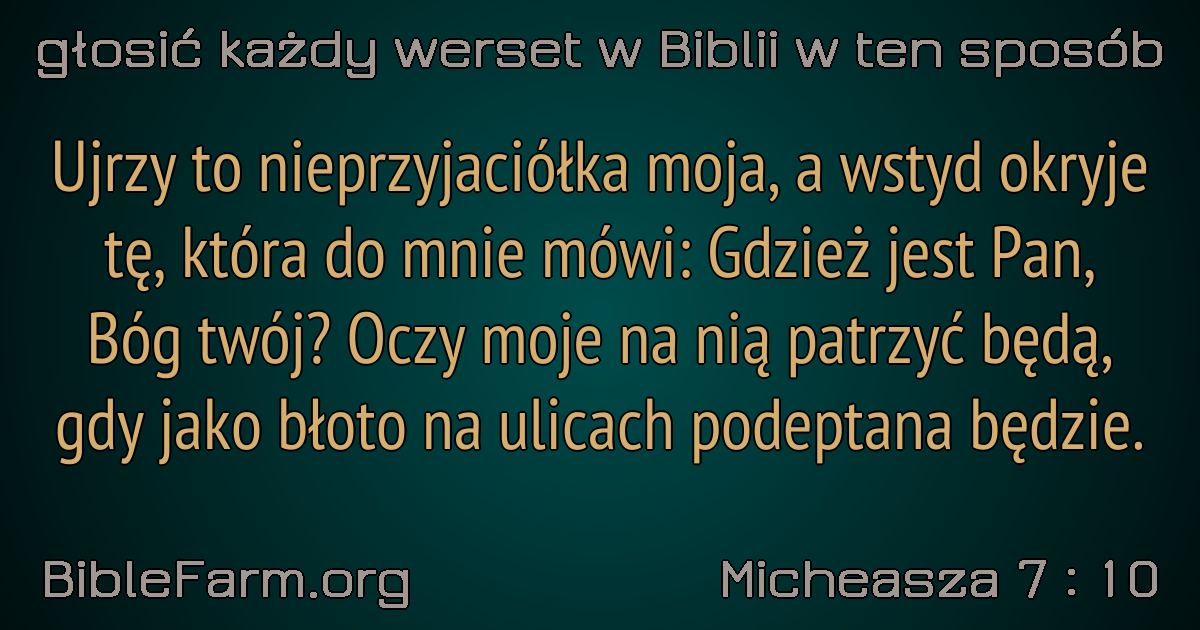 głosić każdy werset w Biblii w ten sposób
Ujrzy to nieprzyjaciółka moja, a wstyd okryje
tę, która do mnie mówi: Gdzież jest Pan,
Bóg twój? Oczy moje na nią patrzyć będą,
gdy jako błoto na ulicach podeptana będzie.
BibleFarm.org
Micheasza 7 : 10